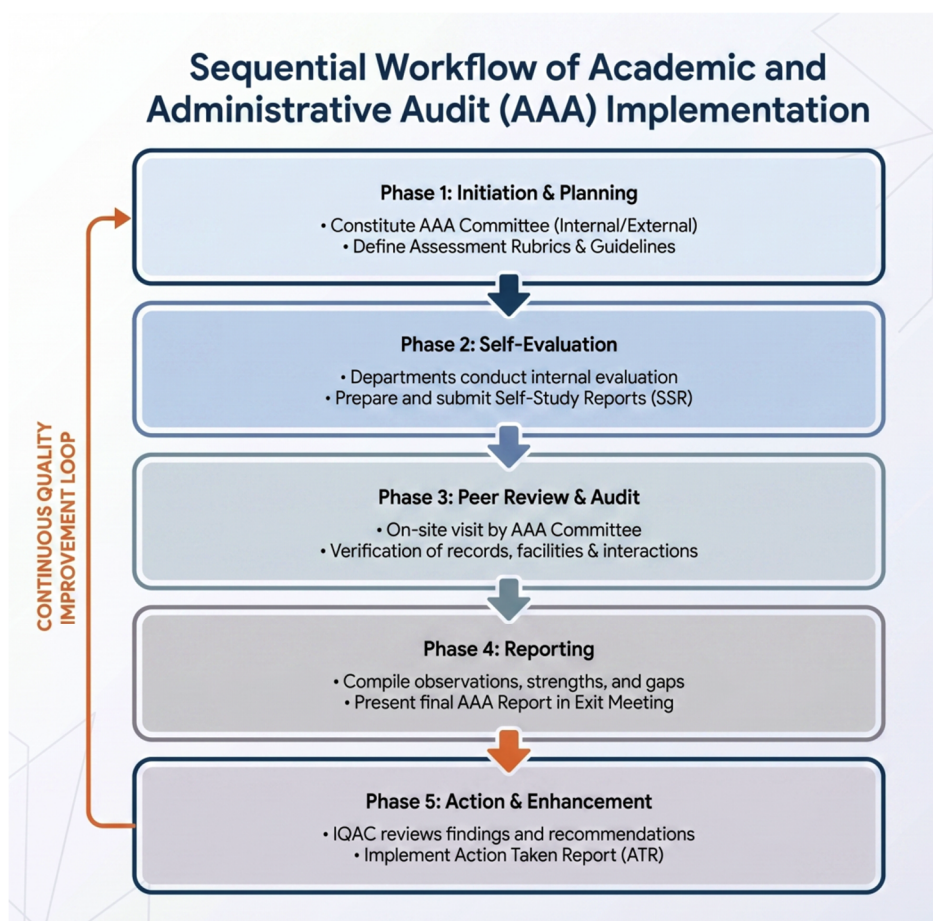 Sequential Workflow of Academic and
Administrative Audit (AAA) Implementation
Phase 1: Initiation & Planning
• Constitute AAA Committee (Internal/External)
• Define Assessment Rubrics & Guidelines
Phase 2: Self-Evaluation
• Departments conduct internal evaluation
• Prepare and submit Self-Study Reports (SSR)
Phase 3: Peer Review & Audit
• On-site visit by AAA Committee
• Verification of records, facilities & interactions
Phase 4: Reporting
• Compile observations, strengths, and gaps
• Present final AAA Report in Exit Meeting
Phase 5: Action & Enhancement
• IQAC reviews findings and recommendations
• Implement Action Taken Report (ATR)
CONTINUOUS QUALITY
IMPROVEMENT LOOP